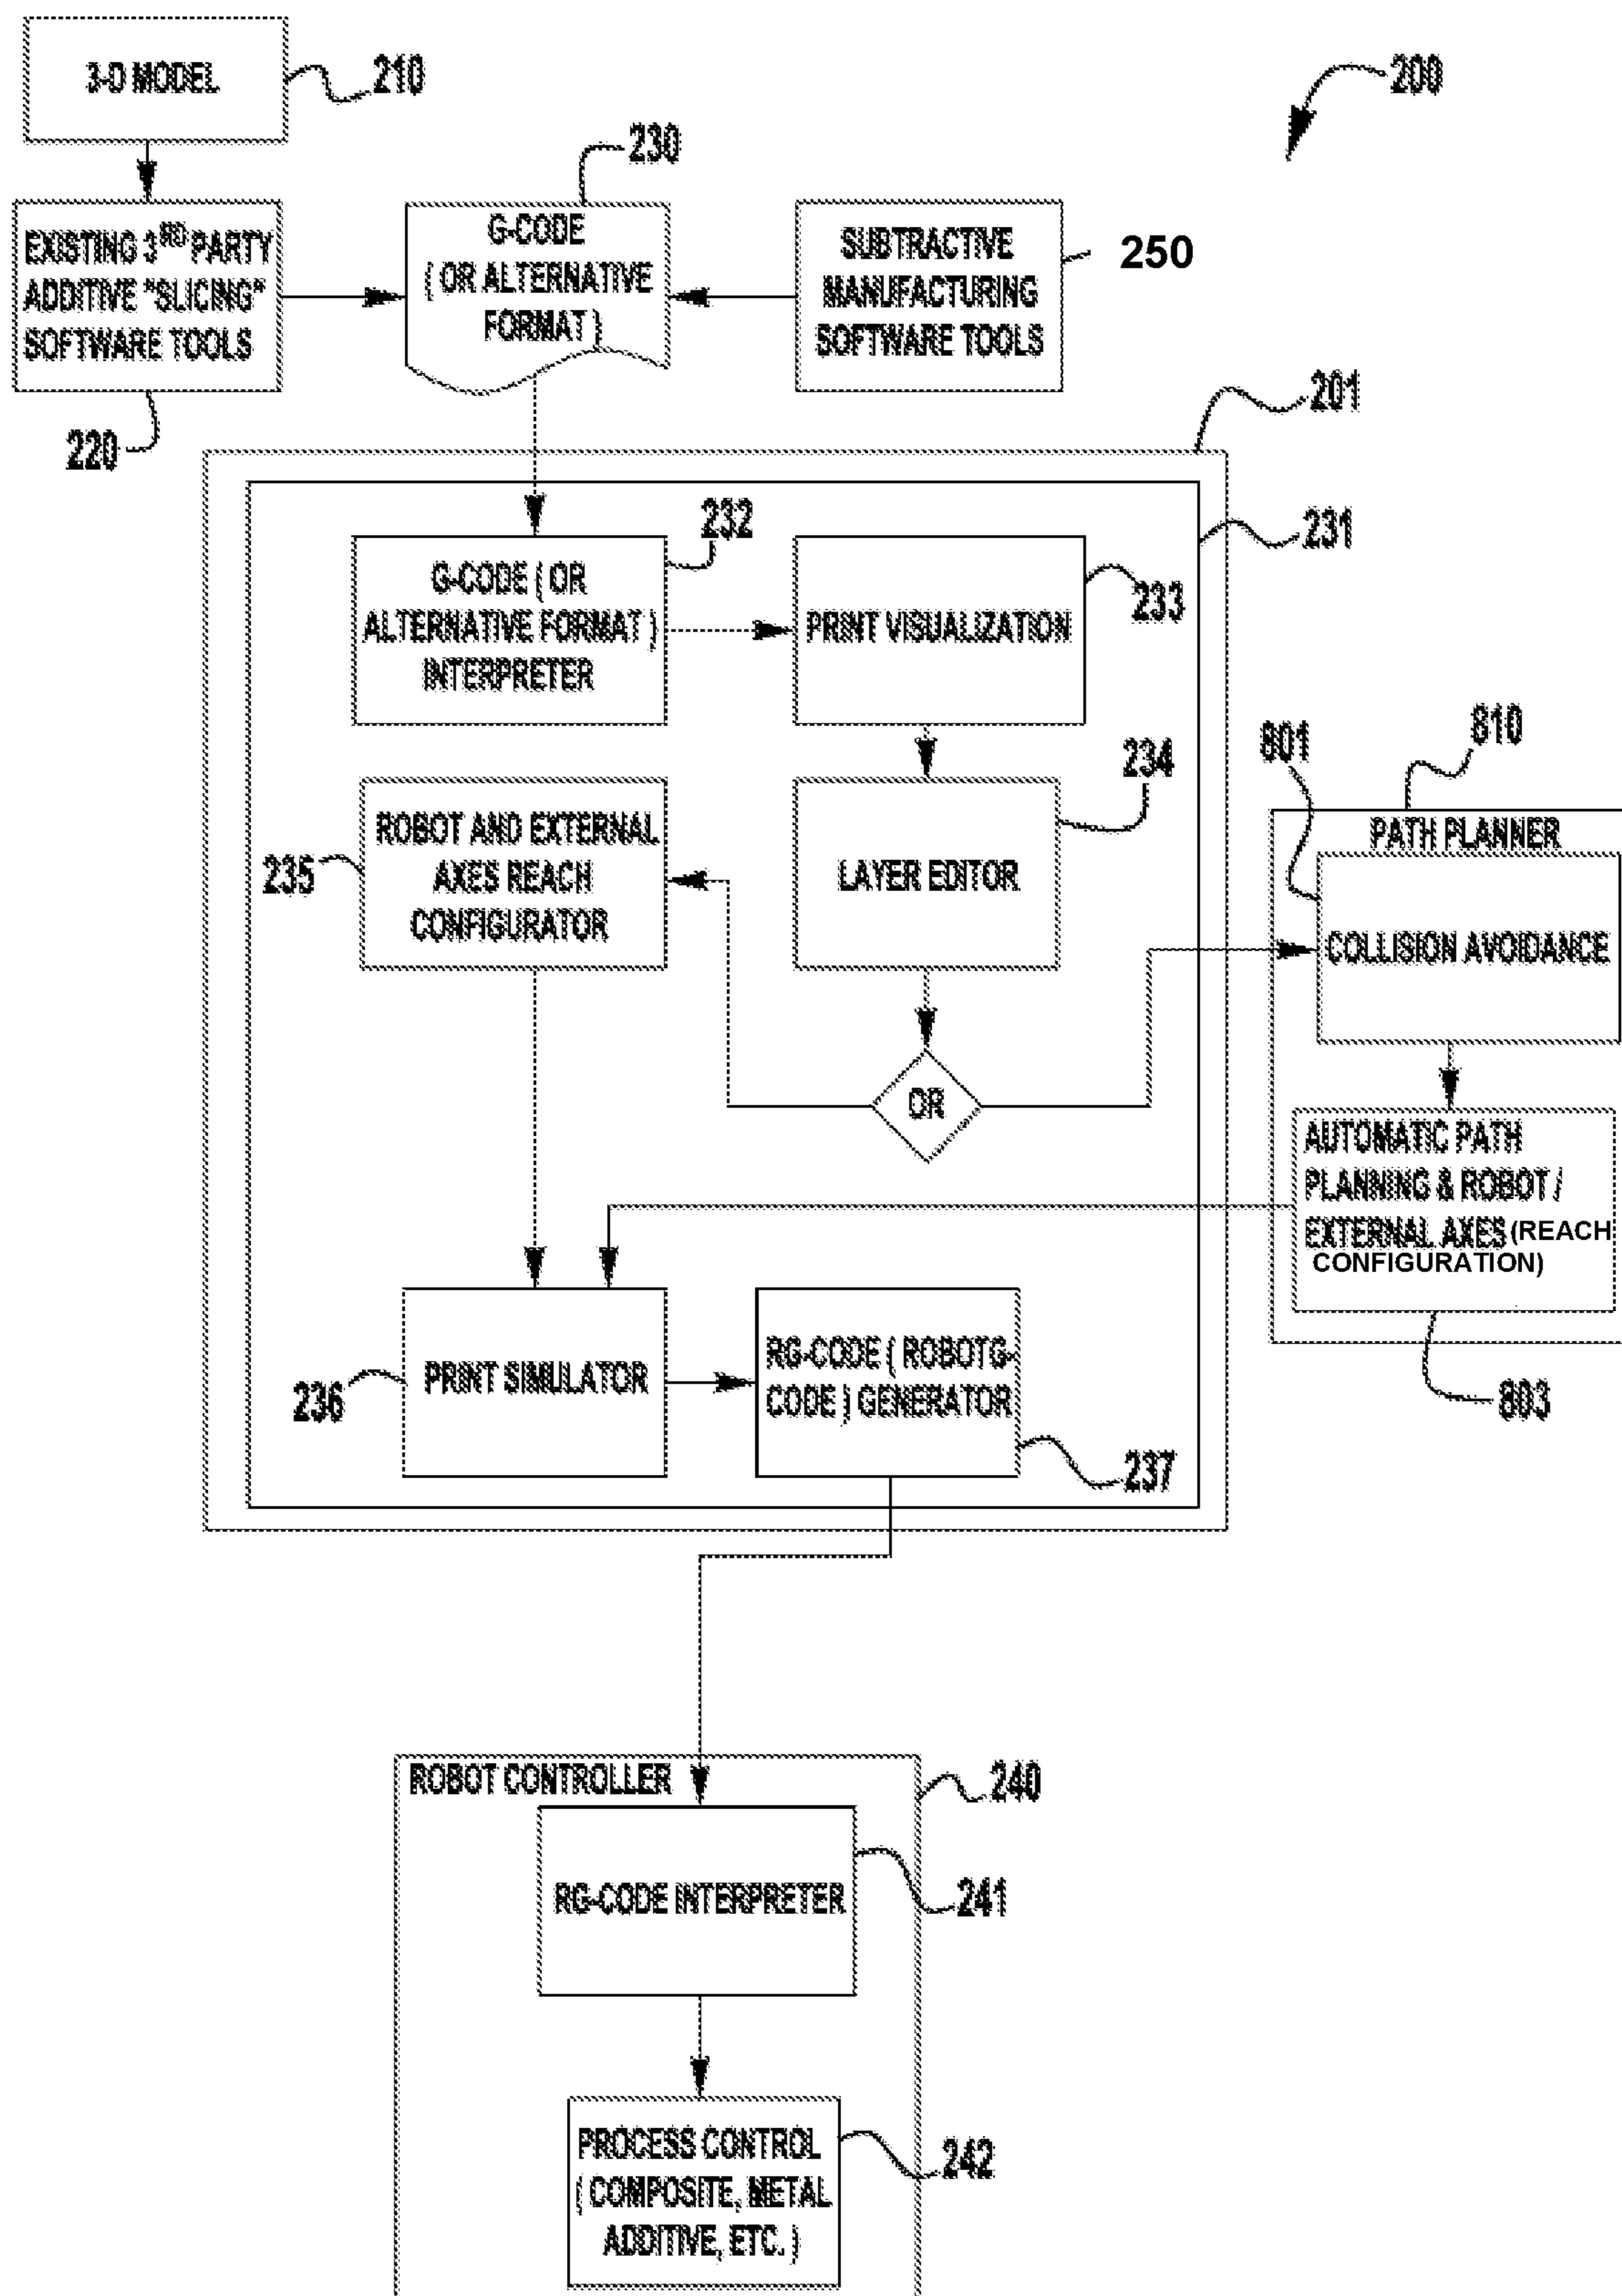 3-D MODEL
210
200
230
EXISTING 3RD PARTY
ADDITIVE "SLICING"
SOFTWARE TOOLS
220
G-CODE
( OR ALTERNATIVE
FORMAT )
SUBTRACTIVE
MANUFACTURING
SOFTWARE TOOLS
250
201
231
232
G-CODE ( OR
ALTERNATIVE FORMAT )
INTERPRETER
PRINT VISUALIZATION
233
234
ROBOT AND EXTERNAL
AXES REACH
CONFIGURATOR
235
LAYER EDITOR
OR
801
810
PATH PLANNER
COLLISION AVOIDANCE
AUTOMATIC PATH
PLANNING & ROBOT /
EXTERNAL AXES (REACH
CONFIGURATION)
803
PRINT SIMULATOR
236
RG-CODE ( ROBOTG-
CODE ) GENERATOR
237
ROBOT CONTROLLER
240
RG-CODE INTERPRETER
241
PROCESS CONTROL
( COMPOSITE, METAL
ADDITIVE, ETC. )
242